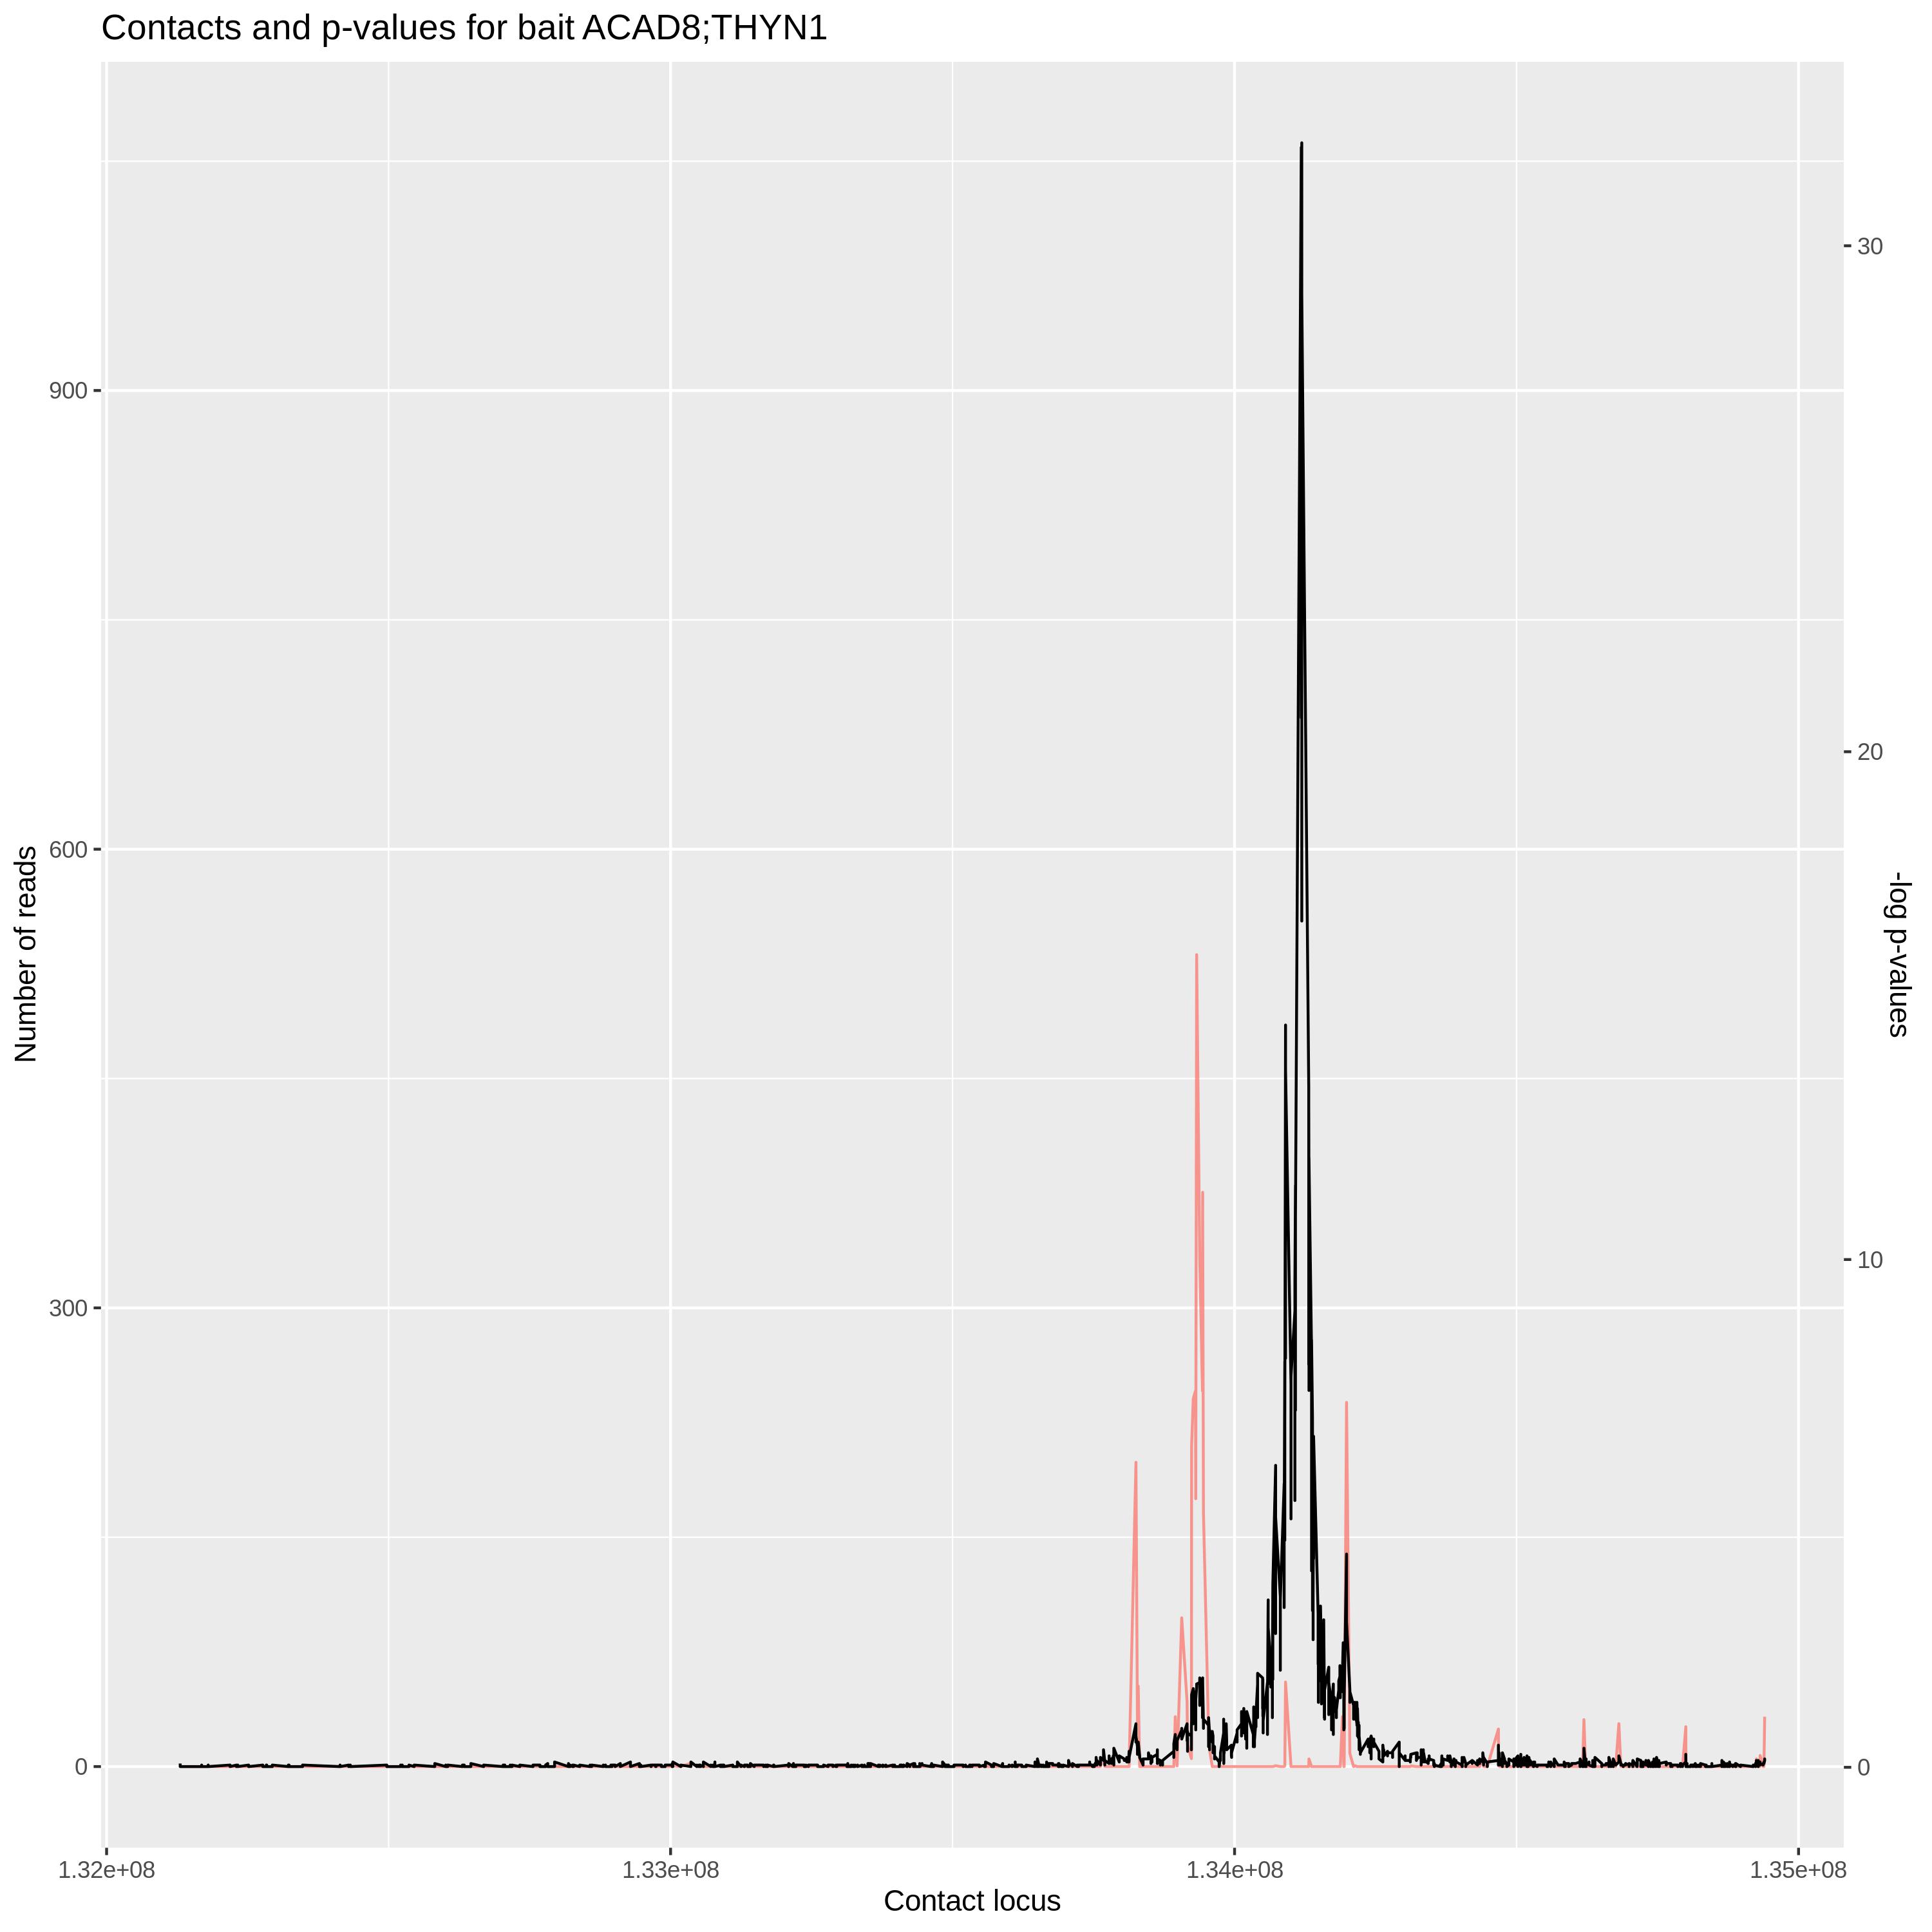 Contacts and p-values for bait ACAD8;THYN1
900
600
300
0
Number of reads
30
20
10
0
-log p-values
1.32e+08
1.33e+08
1.34e+08
1.35e+08
Contact locus